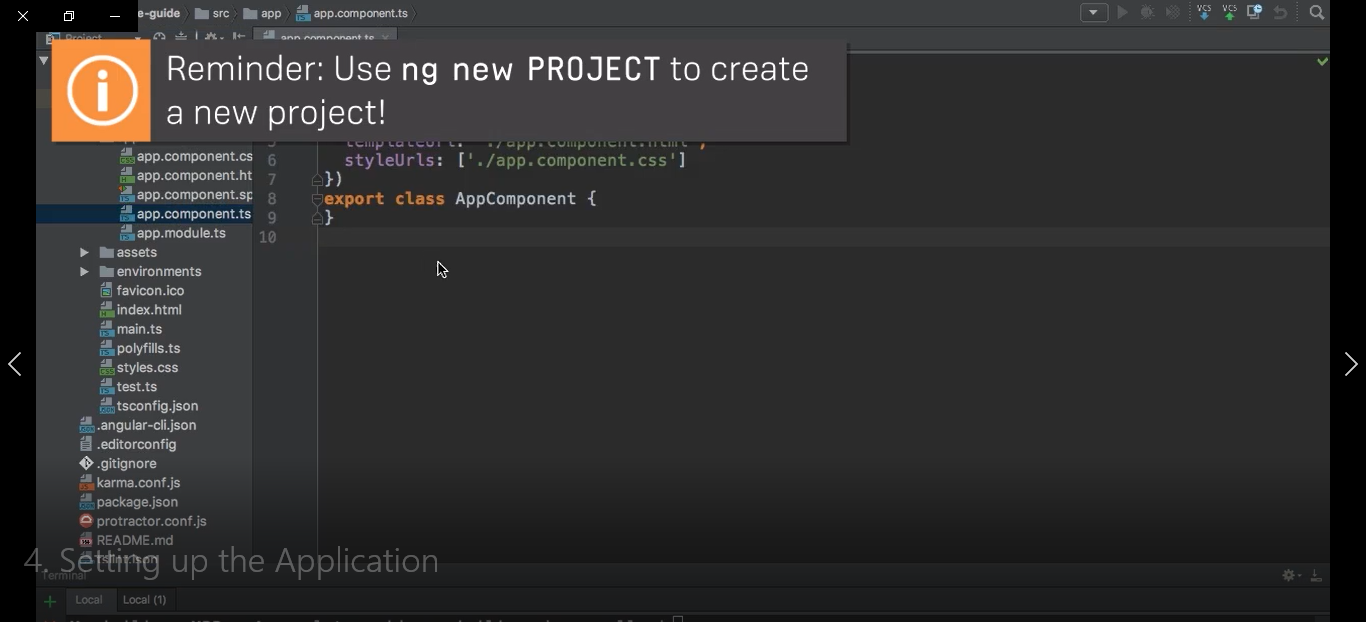 e-guide src app app.component.ts
Project
app.component.ts
Reminder: Use ng new PROJECT to create
a new project!
5 templateUrl: './app.component.html',
app.component.cs
6 styleUrls: ['./app.component.css']
app.component.ht
7 })
app.component.sp
8 export class AppComponent {
app.component.ts
9 }
app.module.ts
10
assets
environments
favicon.ico
index.html
main.ts
polyfills.ts
styles.css
test.ts
tsconfig.json
.angular-cli.json
.editorconfig
.gitignore
karma.conf.js
package.json
protractor.conf.js
README.md
tslint.json
4. Setting up the Application
Terminal
Local Local (1)